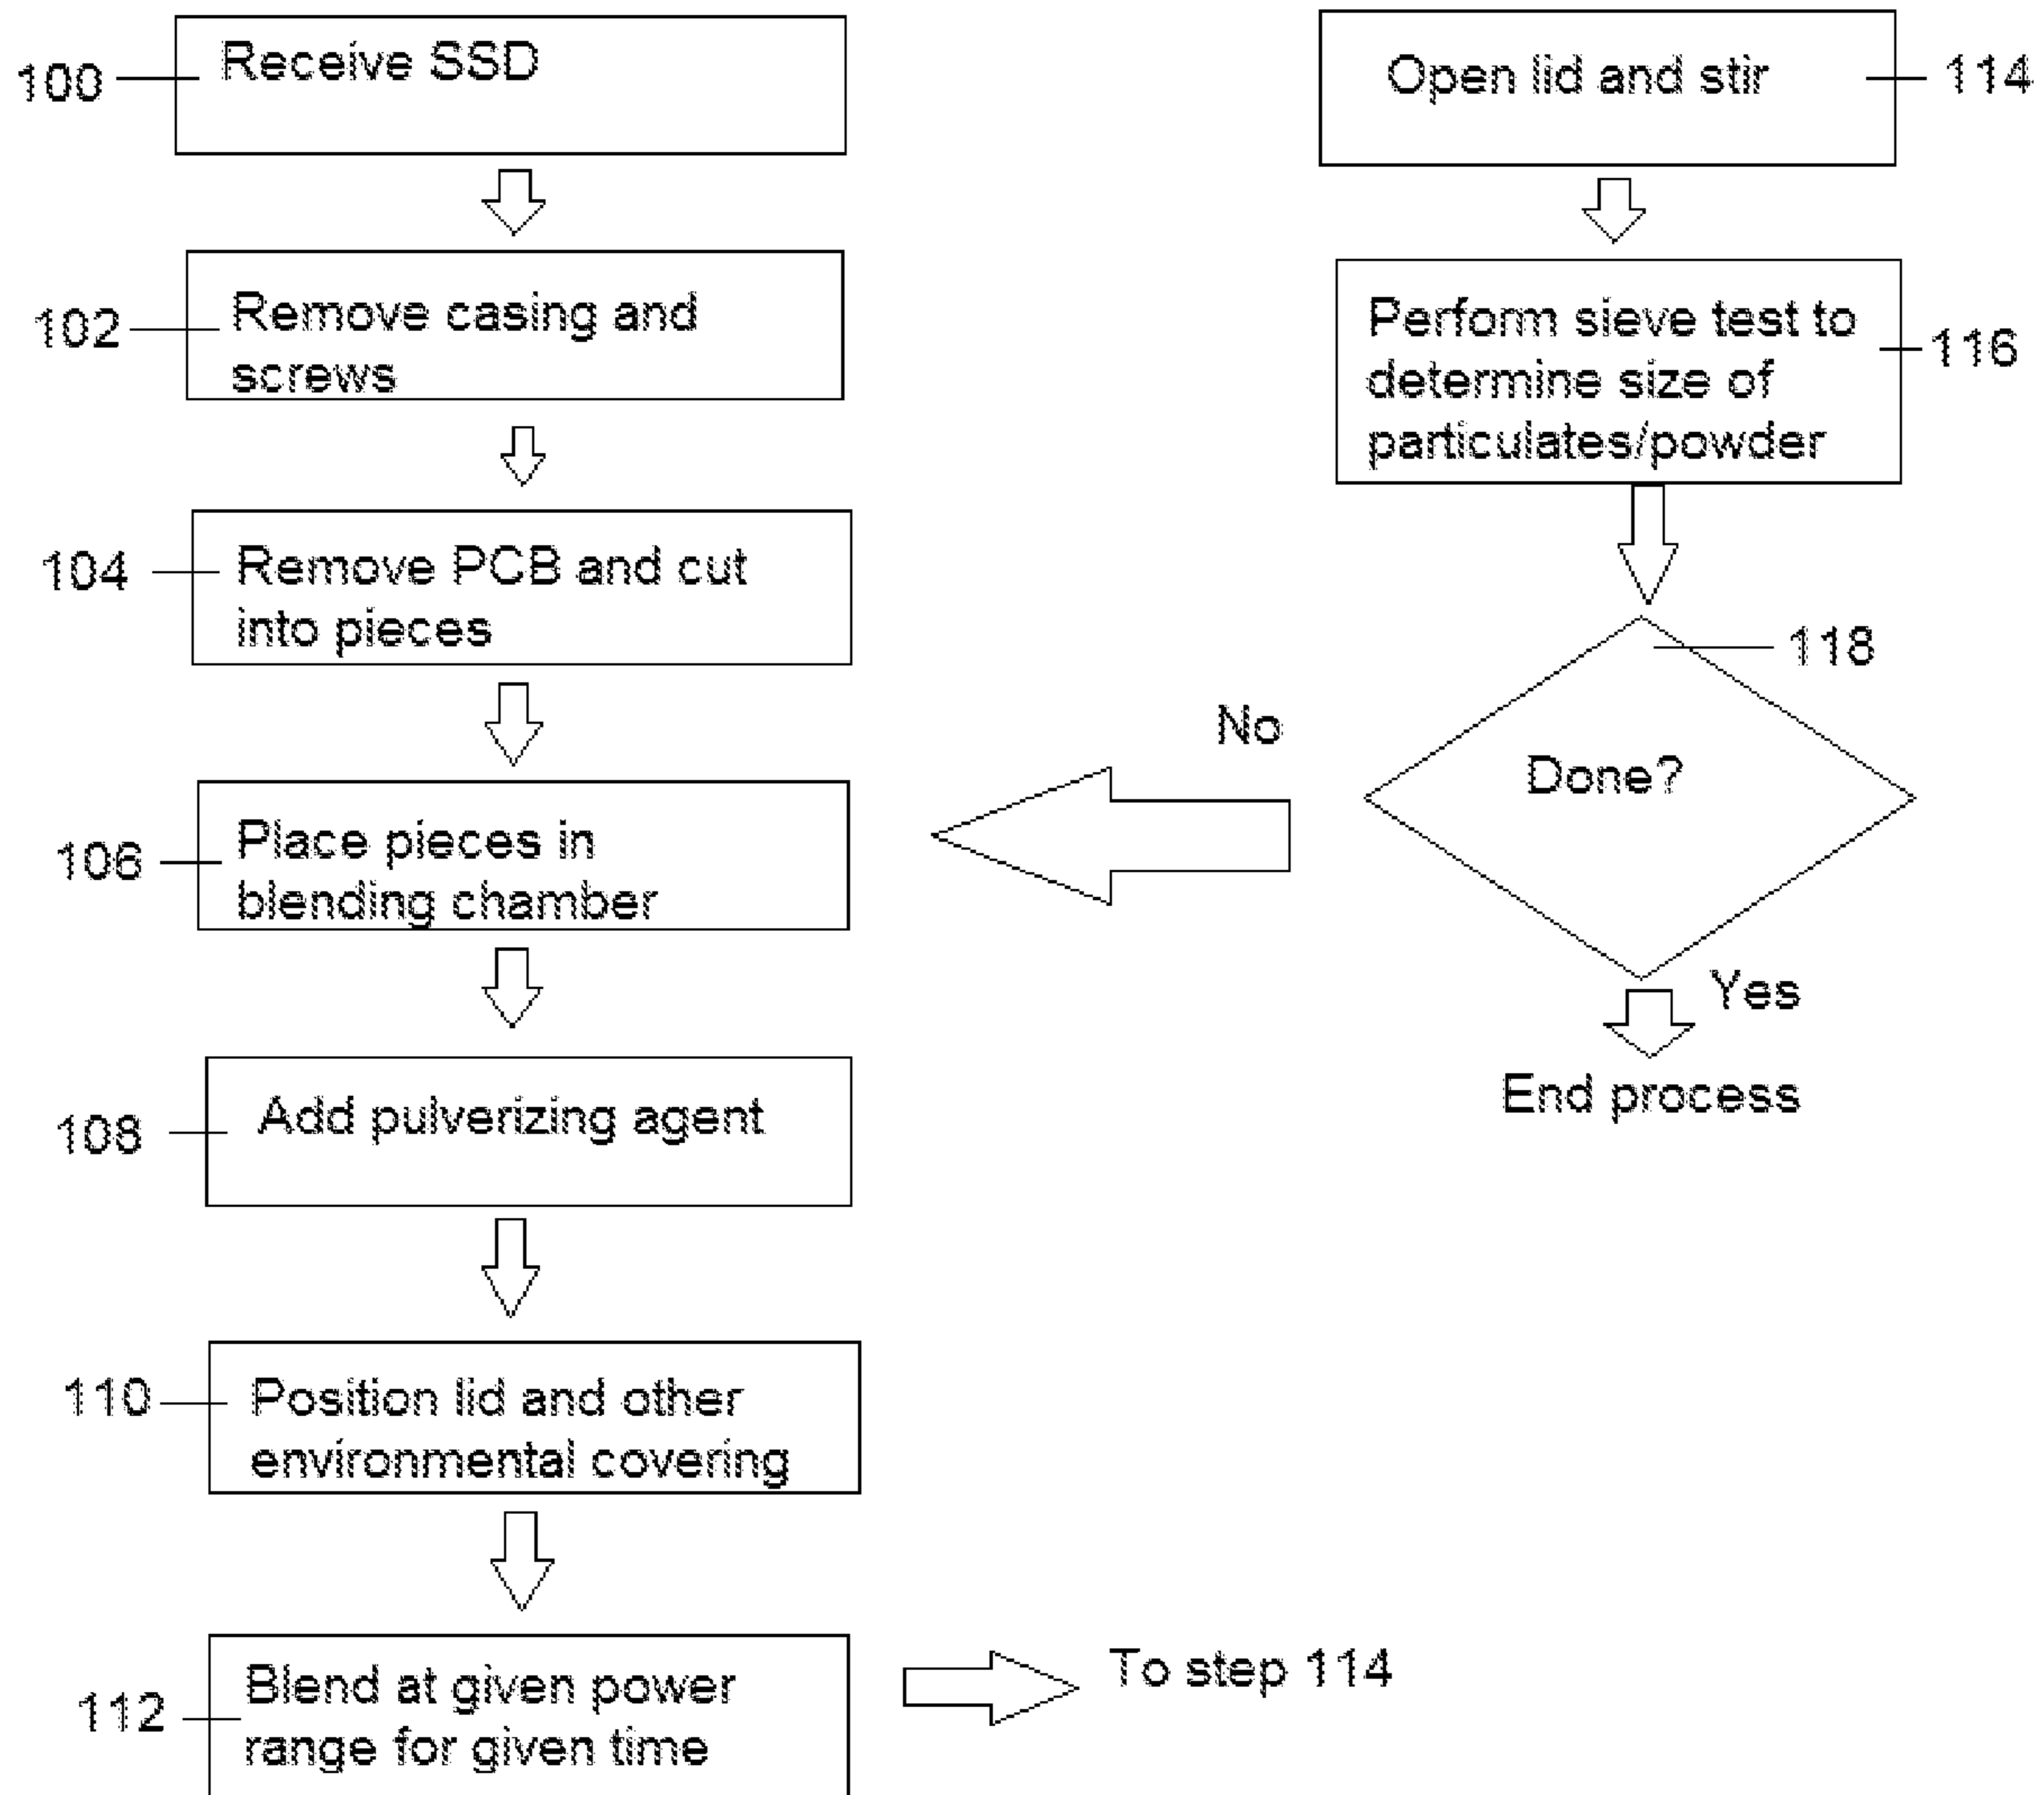 100
Receive SSD
102
Remove casing and
screws
104
Remove PCB and cut
into pieces
106
Place pieces in
blending chamber
108
Add pulverizing agent
110
Position lid and other
environmental covering
112
Blend at given power
range for given time
To step 114
Open lid and stir
114
Perform sieve test to
determine size of
particulates/powder
116
118
Done?
No
Yes
End process